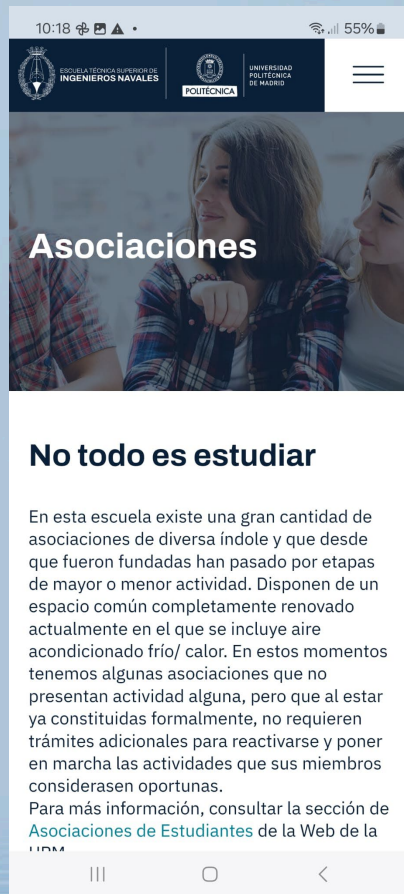 10:18
55%
ESCUELA TÉCNICA SUPERIOR DE
INGENIEROS NAVALES
POLITÉCNICA
UNIVERSIDAD
POLITÉCNICA
DE MADRID
Asociaciones
No todo es estudiar
En esta escuela existe una gran cantidad de
asociaciones de diversa índole y que desde
que fueron fundadas han pasado por etapas
de mayor o menor actividad. Disponen de un
espacio común completamente renovado
actualmente en el que se incluye aire
acondicionado frío/ calor. En estos momentos
tenemos algunas asociaciones que no
presentan actividad alguna, pero que al estar
ya constituidas formalmente, no requieren
trámites adicionales para reactivarse y poner
en marcha las actividades que sus miembros
considerasen oportunas.
Para más información, consultar la sección de
Asociaciones de Estudiantes de la Web de la
UPM